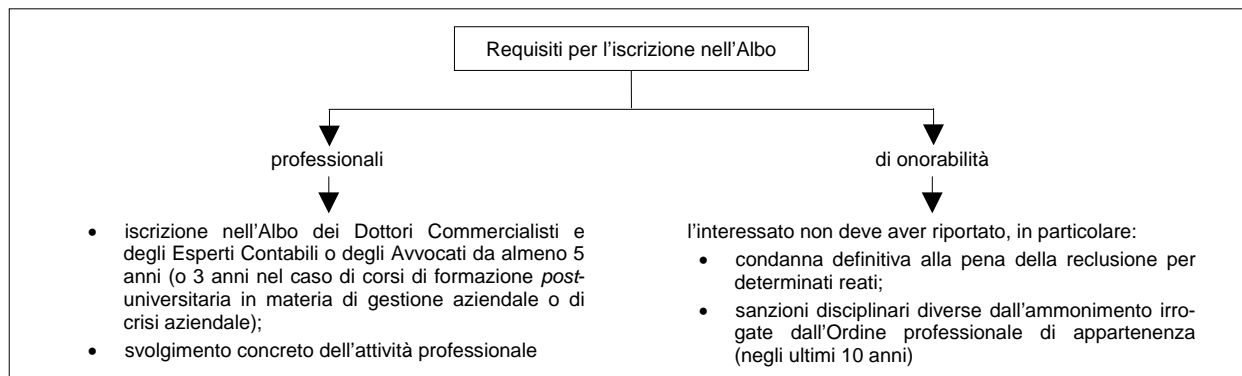 Requisiti per l'iscrizione nell'Albo
professionali
• iscrizione nell'Albo dei Dottori Commercialisti e
degli Esperti Contabili o degli Avvocati da almeno 5
anni (o 3 anni nel caso di corsi di formazione post-
universitaria in materia di gestione aziendale o di
crisi aziendale);
• svolgimento concreto dell'attività professionale
di onorabilità
l'interessato non deve aver riportato, in particolare:
• condanna definitiva alla pena della reclusione per
determinati reati;
• sanzioni disciplinari diverse dall'ammonimento irro-
gate dall'Ordine professionale di appartenenza
(negli ultimi 10 anni)